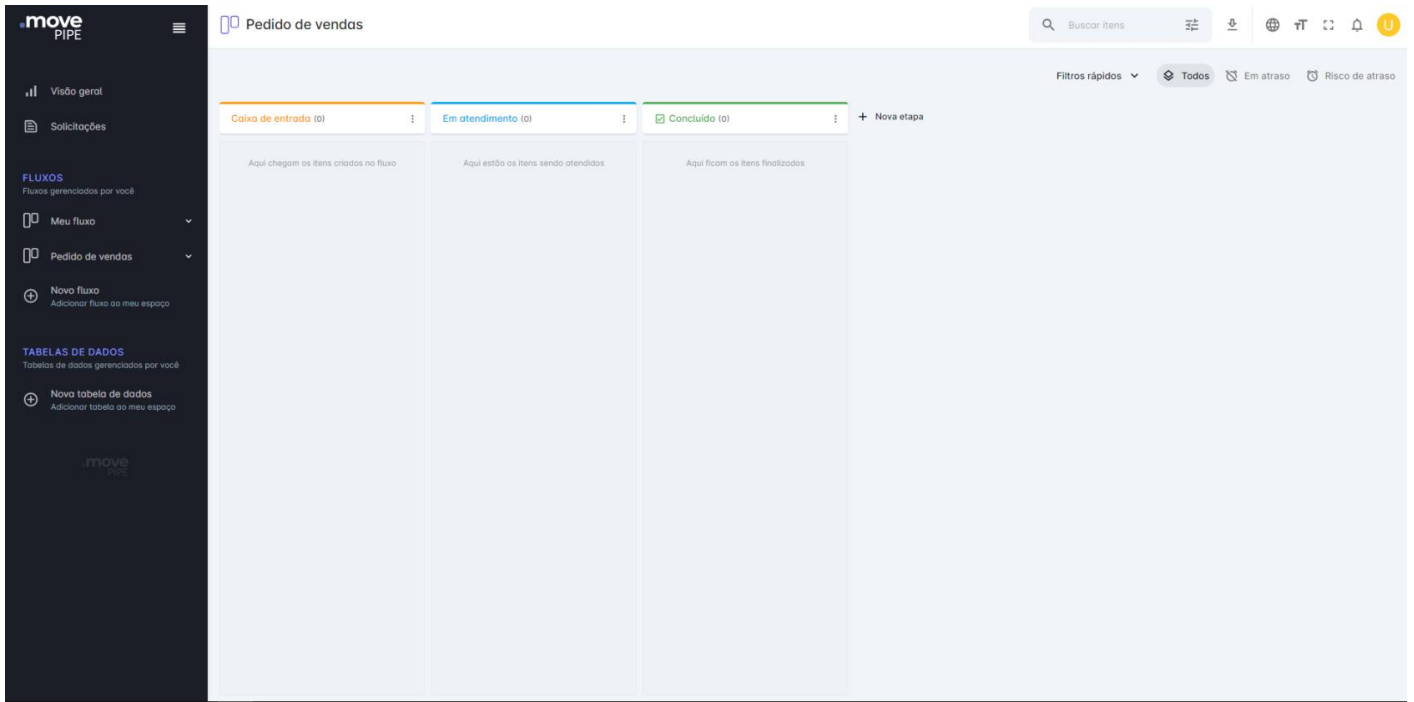 .move
PIPE
Pedido de vendas
Buscar itens
U
Visão geral
Solicitações
Filtros rápidos
Todos
Em atraso
Risco de atraso
Caixa de entrada (0)
Em atendimento (0)
Concluído (0)
+ Nova etapa
Aqui chegam os itens criados no fluxo
Aqui estão os itens sendo atendidos
Aqui ficam os itens finalizados
FLUXOS
Fluxos gerenciados por você
Meu fluxo
Pedido de vendas
Novo fluxo
Adicionar fluxo ao meu espaço
TABELAS DE DADOS
Tabelas de dados gerenciados por você
Nova tabela de dados
Adicionar tabela ao meu espaço
.move
PIPE